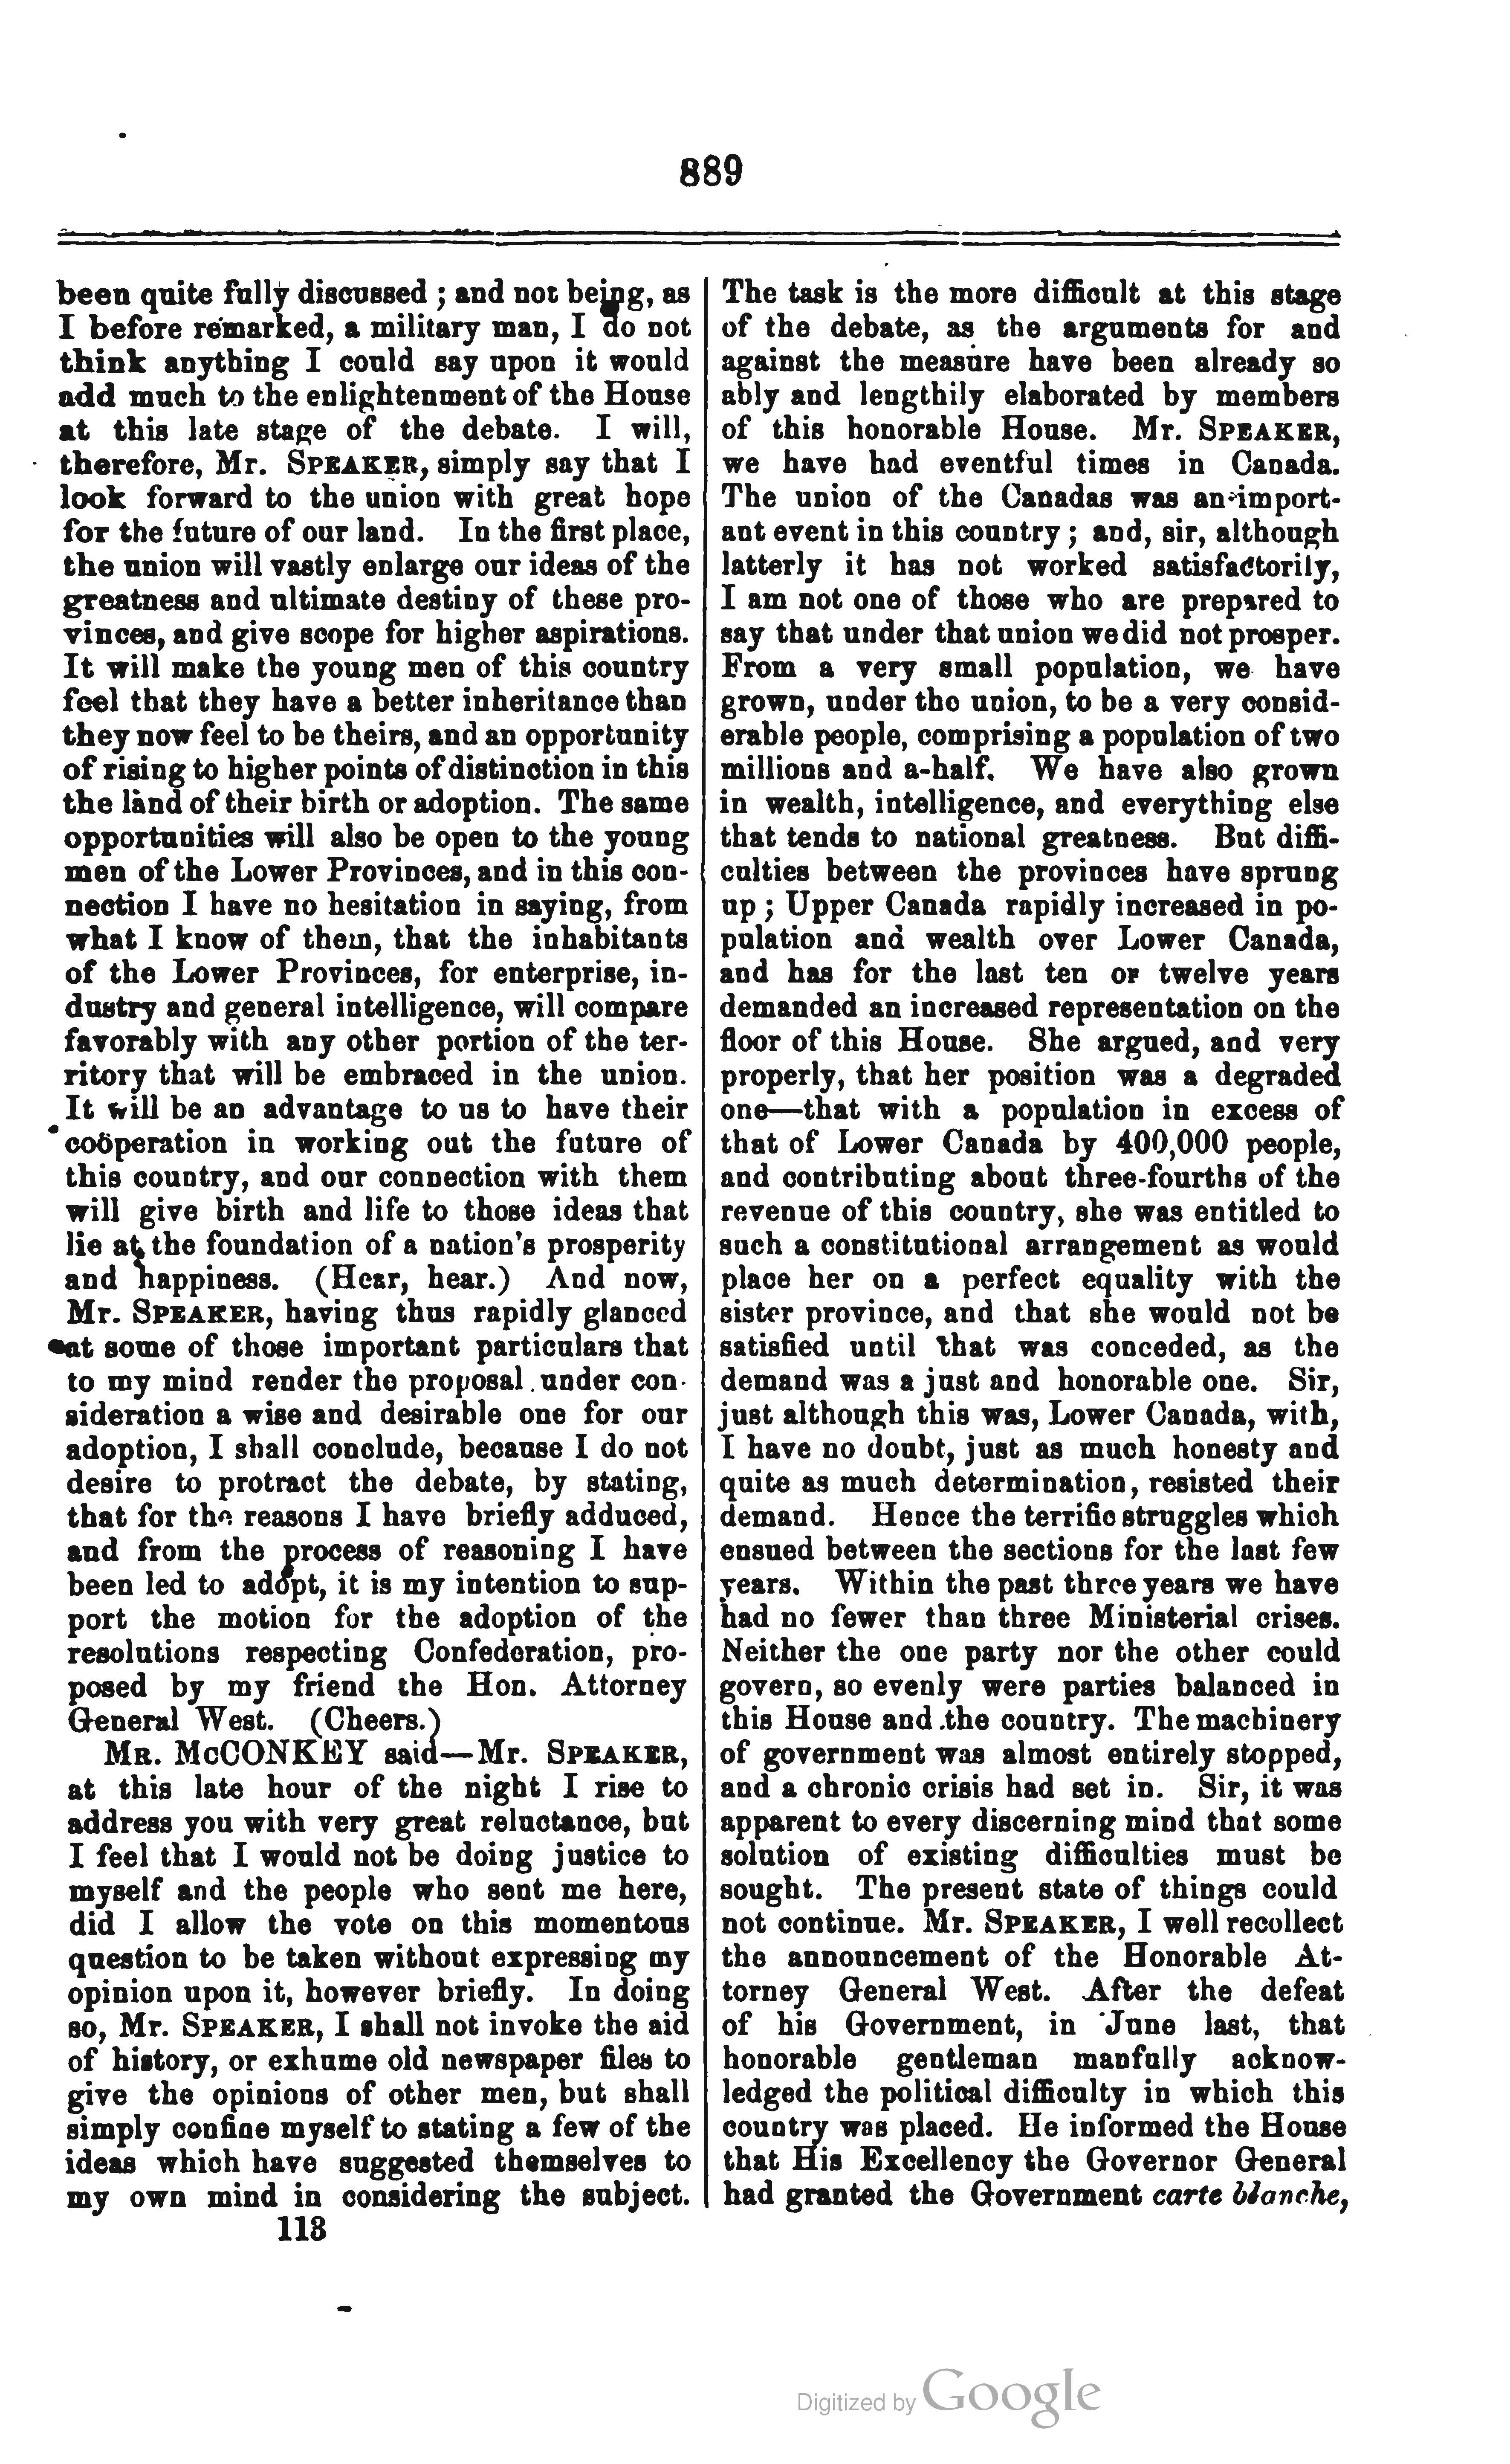 889
been quite fully discussed ; and not being, as
I before remarked, a military man, I do not
think anything I could say upon it would
add much to the enlightenment of the House
at this late stage of the debate. I will,
therefore, Mr. SPEAKER, simply say that I
look forward to the union with great hope
for the future of our land. In the first place,
the union will vastly enlarge our ideas of the
greatness and ultimate destiny of these pro-
vinces, and give scope for higher aspirations.
It will make the young men of this country
feel that they have a better inheritance than
they now feel to be theirs, and an opportunity
of rising to higher points of distinction in this
the land of their birth or adoption. The same
opportunities will also be open to the young
men of the Lower Provinces, and in this con-
nection I have no hesitation in saying, from
what I know of them, that the inhabitants
of the Lower Provinces, for enterprise, in-
dustry and general intelligence, will compare
favorably with any other portion of the ter-
ritory that will be embraced in the union.
It will be an advantage to us to have their
coöperation in working out the future of
this country, and our connection with them
will give birth and life to those ideas that
lie at the foundation of a nation's prosperity
and happiness. (Hear, hear.) And now,
Mr. SPEAKER, having thus rapidly glanced
at some of those important particulars that
to my mind render the proposal under con-
sideration a wise and desirable one for our
adoption, I shall conclude, because I do not
desire to protract the debate, by stating,
that for the reasons I have briefly adduced,
and from the process of reasoning I have
been led to adopt, it is my intention to sup-
port the motion for the adoption of the
resolutions respecting Confederation, pro-
posed by my friend the Hon. Attorney
General West. (Cheers.)
MR. McCONKEY said—Mr. SPEAKER,
at this late hour of the night I rise to
address you with very great reluctance, but
I feel that I would not be doing justice to
myself and the people who sent me here,
did I allow the vote on this momentous
question to be taken without expressing my
opinion upon it, however briefly. In doing
so, Mr. SPEAKER, I shall not invoke the aid
of history, or exhume old newspaper files to
give the opinions of other men, but shall
simply confine myself to stating a few of the
ideas which have suggested themselves to
my own mind in considering the subject.
113
The task is the more difficult at this stage
of the debate, as the arguments for and
against the measure have been already so
ably and lengthily elaborated by members
of this honorable House. Mr. SPEAKER,
we have had eventful times in Canada.
The union of the Canadas was an import-
ant event in this country ; and, sir, although
latterly it has not worked satisfactorily,
I am not one of those who are prepared to
say that under that union we did not prosper.
From a very small population, we have
grown, under the union, to be a very consid-
erable people, comprising a population of two
millions and a-half. We have also grown
in wealth, intelligence, and everything else
that tends to national greatness. But diffi-
culties between the provinces have sprung
up ; Upper Canada rapidly increased in po-
pulation and wealth over Lower Canada,
and has for the last ten or twelve years
demanded an increased representation on the
floor of this House. She argued, and very
properly, that her position was a degraded
one—that with a population in excess of
that of Lower Canada by 400,000 people,
and contributing about three-fourths of the
revenue of this country, she was entitled to
such a constitutional arrangement as would
place her on a perfect equality with the
sister province, and that she would not be
satisfied until that was conceded, as the
demand was a just and honorable one. Sir,
just although this was, Lower Canada, with,
I have no doubt, just as much honesty and
quite as much determination, resisted their
demand. Hence the terrific struggles which
ensued between the sections for the last few
years. Within the past three years we have
had no fewer than three Ministerial crises.
Neither the one party nor the other could
govern, so evenly were parties balanced in
this House and the country. The machinery
of government was almost entirely stopped,
and a chronic crisis had set in. Sir, it was
apparent to every discerning mind that some
solution of existing difficulties must be
sought. The present state of things could
not continue. Mr. SPEAKER, I well recollect
the announcement of the Honorable At-
torney General West. After the defeat
of his Government, in June last, that
honorable gentleman manfully acknow-
ledged the political difficulty in which this
country was placed. He informed the House
that His Excellency the Governor General
had granted the Government carte blanche,
Digitized by Google